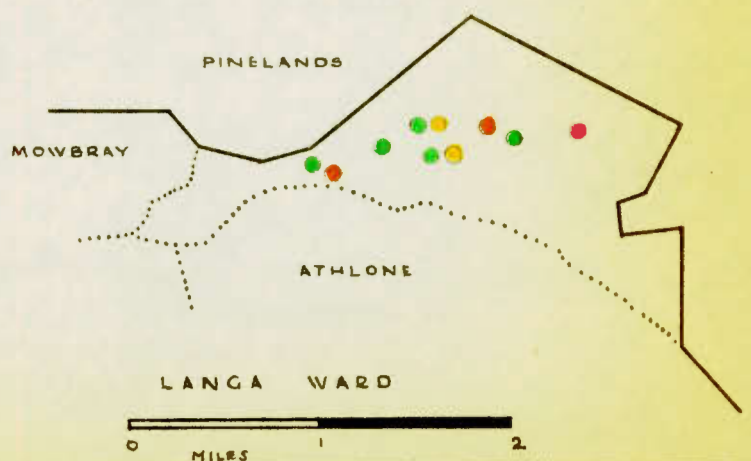 PINELANDS
MOWBRAY
ATHLONE
LANGA WARD
0 1 2
MILES